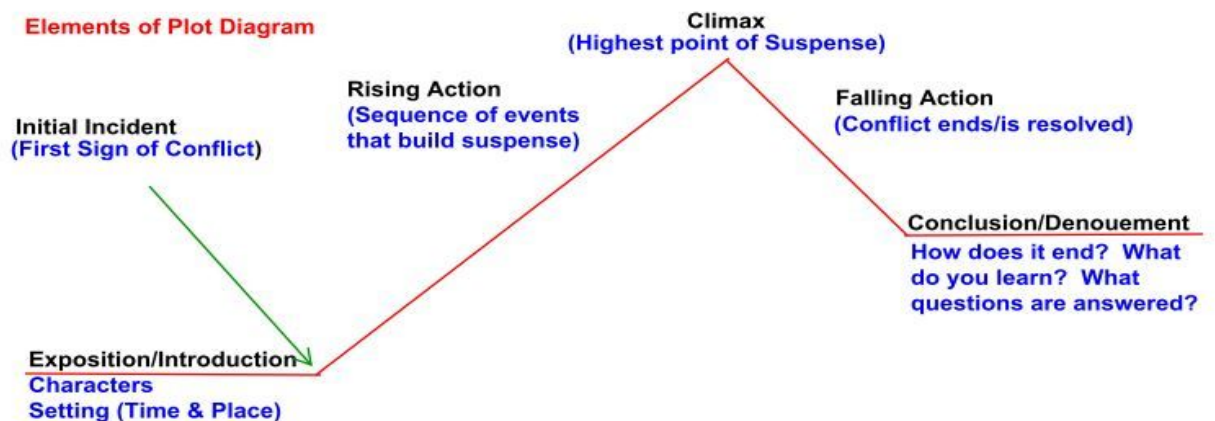 Elements of Plot Diagram
Climax
(Highest point of Suspense)
Rising Action
(Sequence of events
that build suspense)
Falling Action
(Conflict ends/is resolved)
Initial Incident
(First Sign of Conflict)
Conclusion/Denouement
How does it end? What
do you learn? What
questions are answered?
Exposition/Introduction
Characters
Setting (Time & Place)